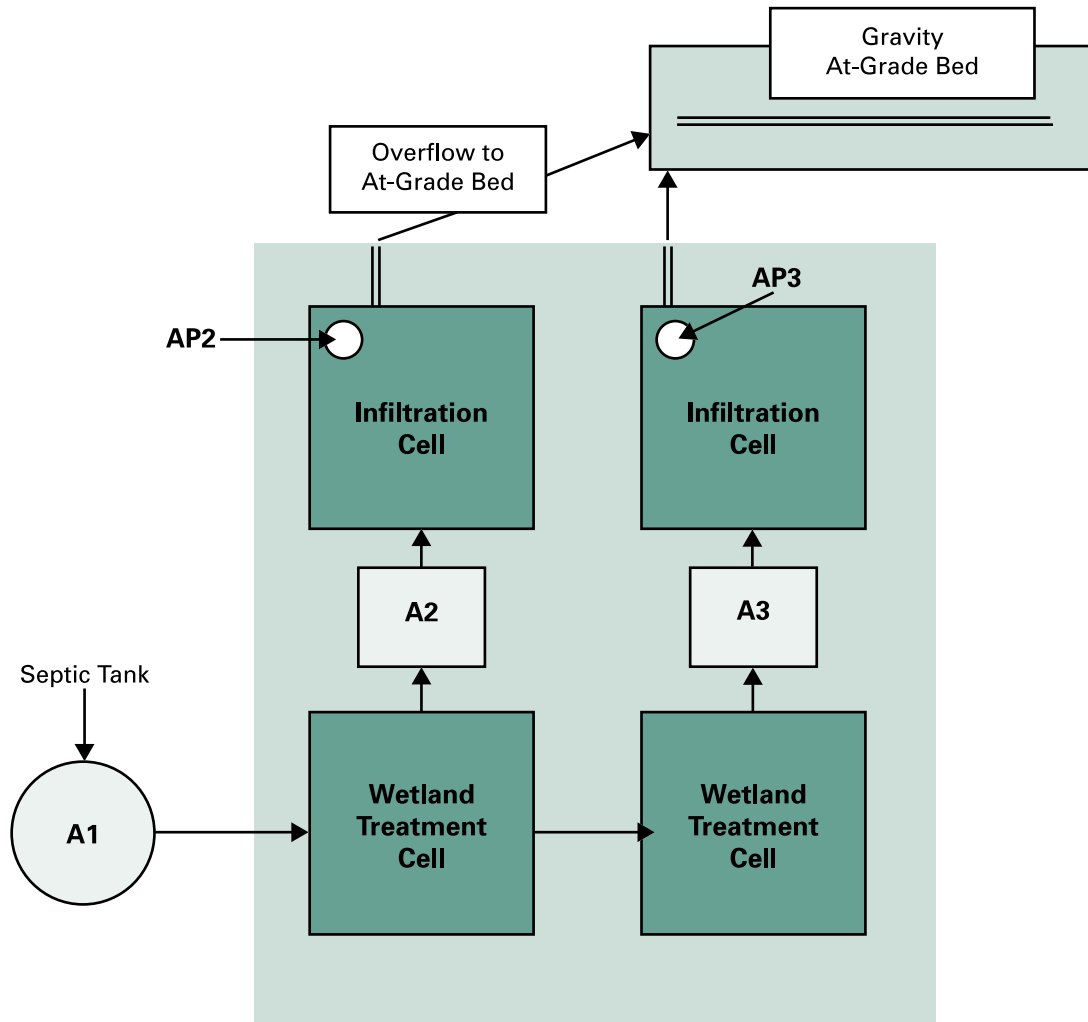 Gravity
At-Grade Bed
Overflow to
At-Grade Bed
AP3
AP2
Infiltration
Cell
Infiltration
Cell
A2
A3
Septic Tank
Wetland
Treatment
Cell
Wetland
Treatment
Cell
A1